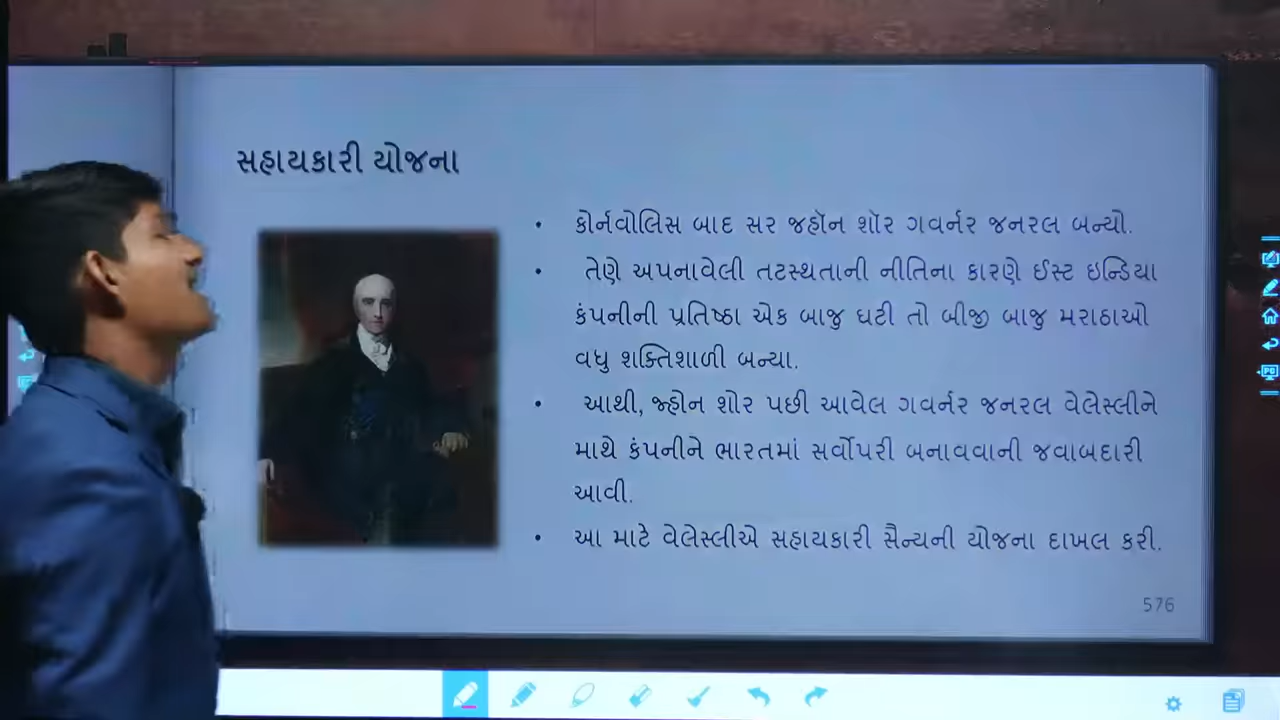 સહાયકારી યોજના
• કોર્નવોલિસ બાદ સર જહૉન શૉર ગવર્નર જનરલ બન્યો.
• તેણે અપનાવેલી તટસ્થતાની નીતિના કારણે ઈસ્ટ ઇન્ડિયા
કંપનીની પ્રતિષ્ઠા એક બાજુ ઘટી તો બીજી બાજુ મરાઠાઓ
વધુ શક્તિશાળી બન્યા.
• આથી, જ્હોન શોર પછી આવેલ ગવર્નર જનરલ વેલેસ્લીને
માથે કંપનીને ભારતમાં સર્વોપરી બનાવવાની જવાબદારી
આવી.
• આ માટે વેલેસ્લીએ સહાયકારી સૈન્યની યોજના દાખલ કરી.
576
PC